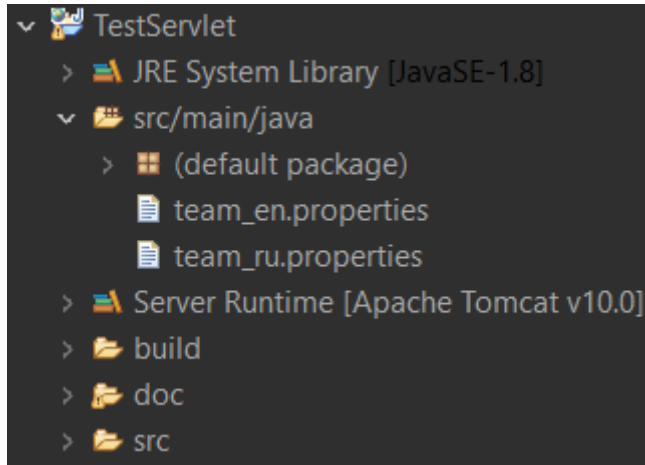 TestServlet
JRE System Library [JavaSE-1.8]
src/main/java
(default package)
team_en.properties
team_ru.properties
Server Runtime [Apache Tomcat v10.0]
build
doc
src